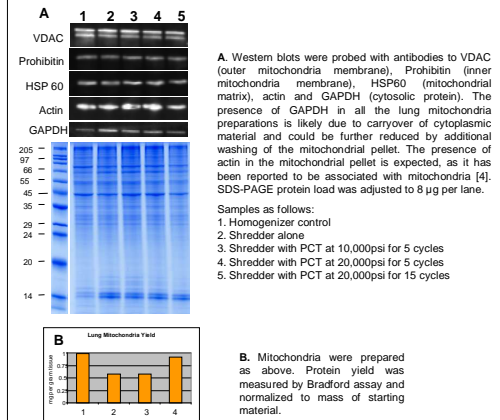 A
1 2 3 4 5
VDAC
Prohibitin
HSP 60
Actin
GAPDH
205
97
66
55
45
35
29
24
20
14
A. Western blots were probed with antibodies to VDAC
(outer mitochondria membrane), Prohibitin (inner
mitochondria membrane), HSP60 (mitochondrial
matrix), actin and GAPDH (cytosolic protein). The
presence of GAPDH in all the lung mitochondria
preparations is likely due to carryover of cytoplasmic
material and could be further reduced by additional
washing of the mitochondrial pellet. The presence of
actin in the mitochondrial pellet is expected, as it has
been reported to be associated with mitochondria [4].
SDS-PAGE protein load was adjusted to 8 µg per lane.
Samples as follows:
1. Homogenizer control
2. Shredder alone
3. Shredder with PCT at 10,000psi for 5 cycles
4. Shredder with PCT at 20,000psi for 5 cycles
5. Shredder with PCT at 20,000psi for 15 cycles
B
Lung Mitochondria Yield
mg per gram tissue
1
0.75
0.5
0.25
0
1 2 3 4
B. Mitochondria were prepared
as above. Protein yield was
measured by Bradford assay and
normalized to mass of starting
material.